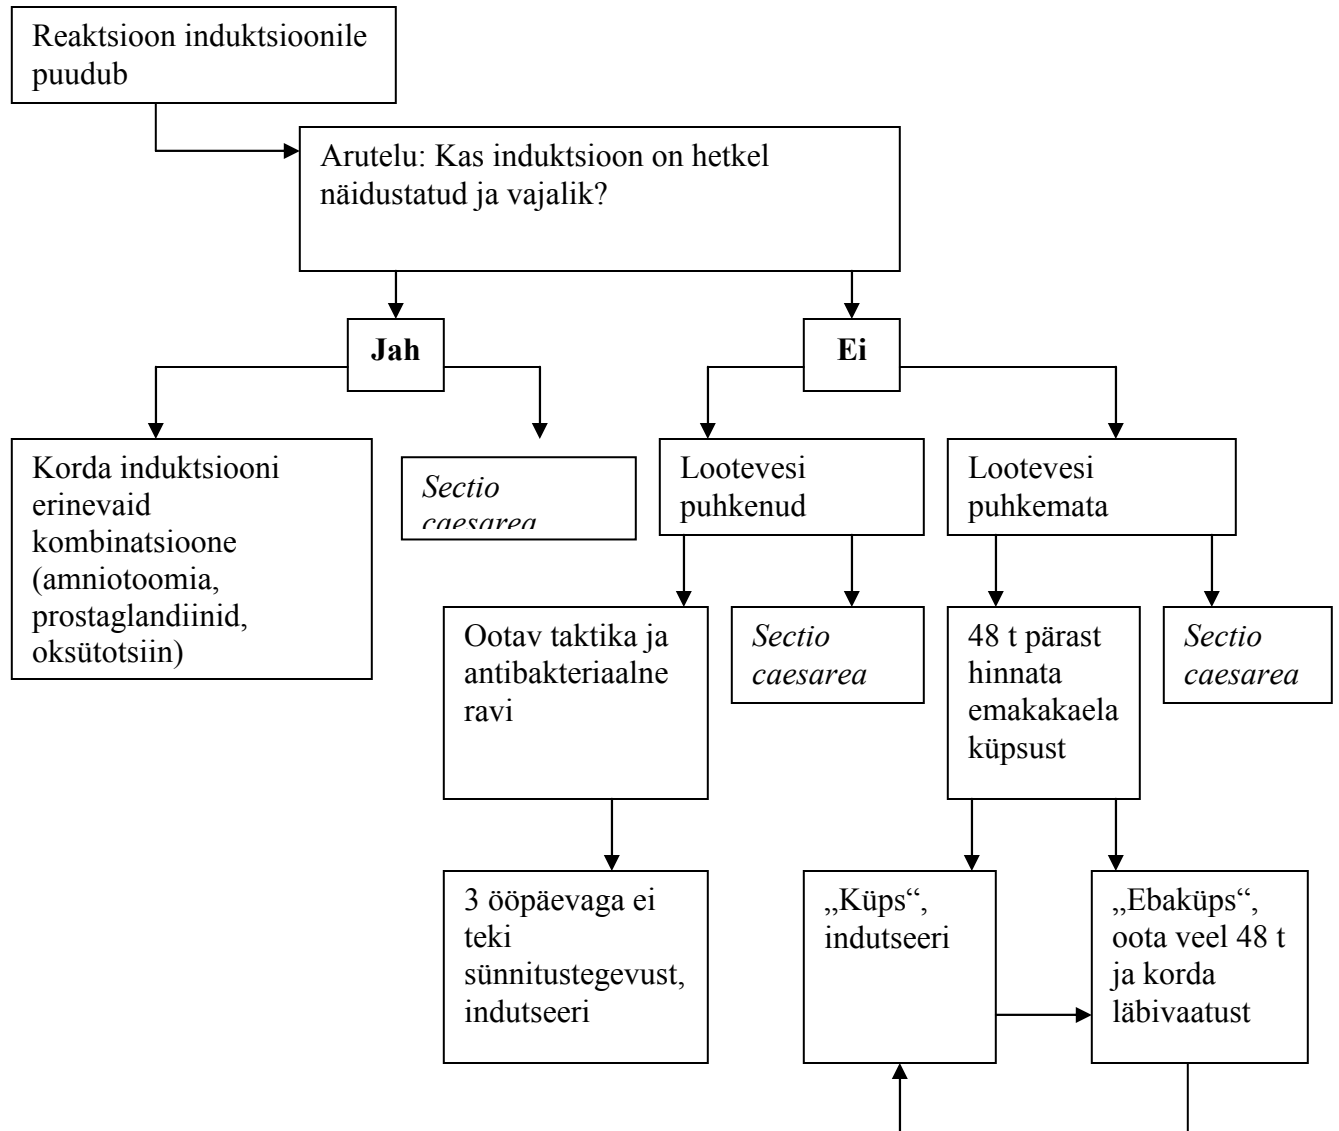 Reaktsioon induktsioonile
puudub
Arutelu: Kas induktsioon on hetkel
näidustatud ja vajalik?
Jah
Ei
Korda induktsiooni
erinevaid
kombinatsioone
(amniotoomia,
prostaglandiinid,
oksütotsiin)
Sectio
caesarea
Lootevesi
puhkenud
Lootevesi
puhkemata
Ootav taktika ja
antibakteriaalne
ravi
Sectio
caesarea
48 t pärast
hinnata
emakakaela
küpsust
Sectio
caesarea
3 ööpäevaga ei
teki
sünnitustegevust,
indutseeri
„Küps“,
indutseeri
„Ebaküps“,
oota veel 48 t
ja korda
läbivaatust